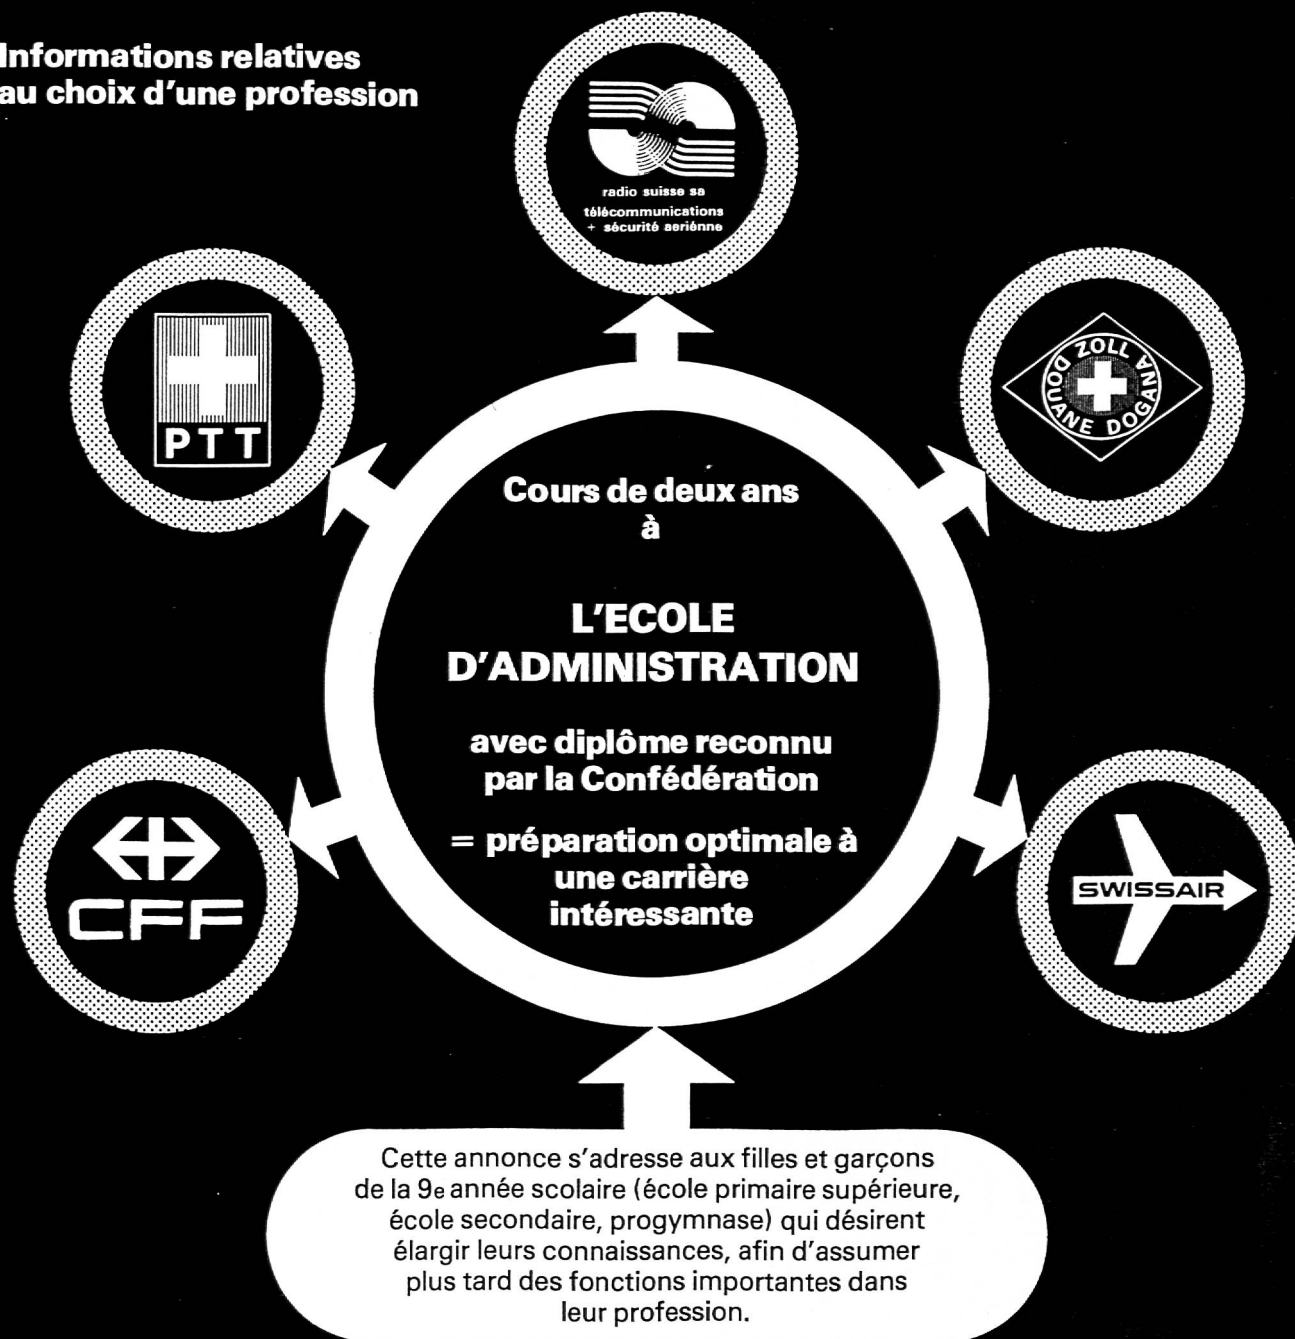 Informations relatives
au choix d'une profession
radio suisse sa
télécommunications
+ sécurité aeriénne
PTT
ZOLL DOGANA DOUANE
Cours de deux ans
à
L'ECOLE
D'ADMINISTRATION
avec diplôme reconnu
par la Confédération
= préparation optimale à
une carrière
intéressante
CFF
SWISSAIR
Cette annonce s'adresse aux filles et garçons
de la 9e année scolaire (école primaire supérieure,
école secondaire, progymnase) qui désirent
élargir leurs connaissances, afin d'assumer
plus tard des fonctions importantes dans
leur profession.